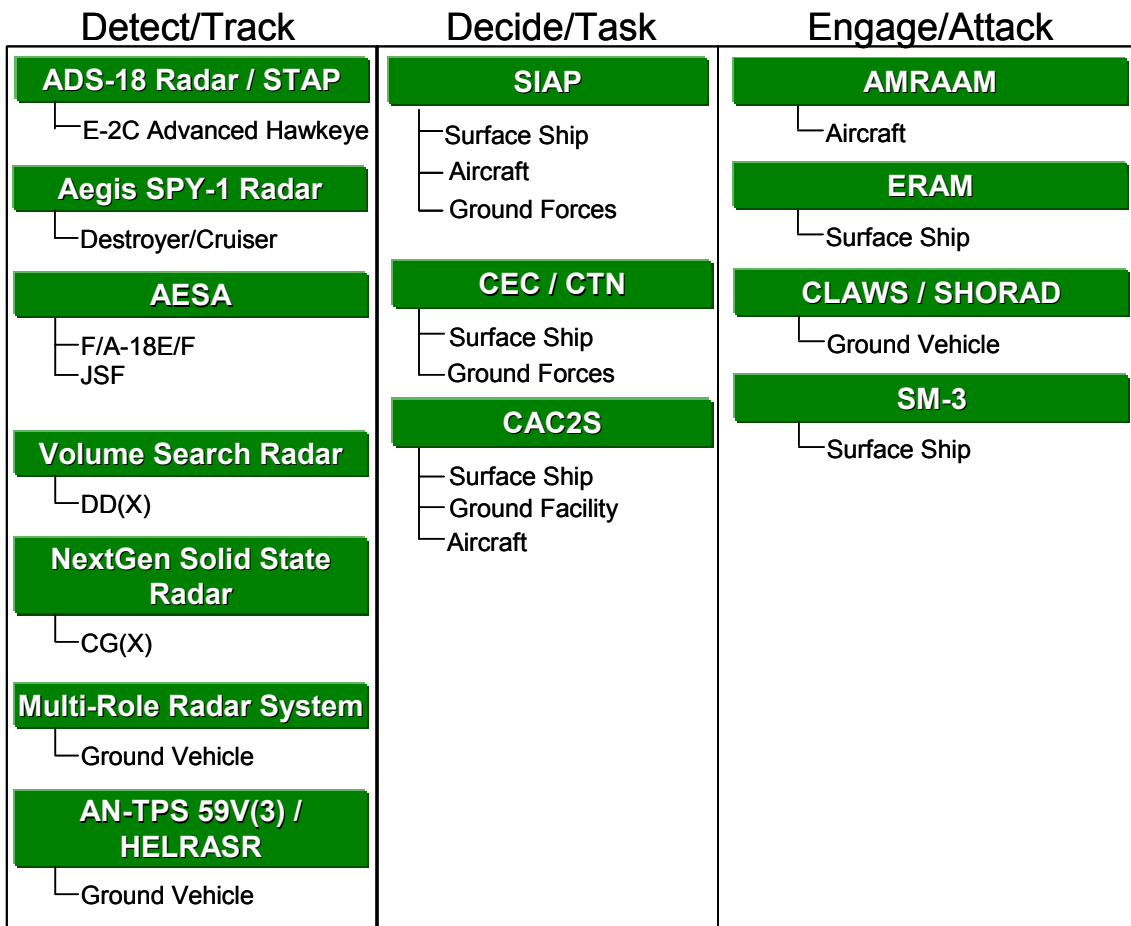 Detect/Track
ADS-18 Radar / STAP
E-2C Advanced Hawkeye
Aegis SPY-1 Radar
Destroyer/Cruiser
AESA
F/A-18E/F
JSF
Volume Search Radar
DD(X)
NextGen Solid State
Radar
CG(X)
Multi-Role Radar System
Ground Vehicle
AN-TPS 59V(3) /
HELRASR
Ground Vehicle
Decide/Task
SIAP
Surface Ship
Aircraft
Ground Forces
CEC / CTN
Surface Ship
Ground Forces
CAC2S
Surface Ship
Ground Facility
Aircraft
Engage/Attack
AMRAAM
Aircraft
ERAM
Surface Ship
CLAWS / SHORAD
Ground Vehicle
SM-3
Surface Ship